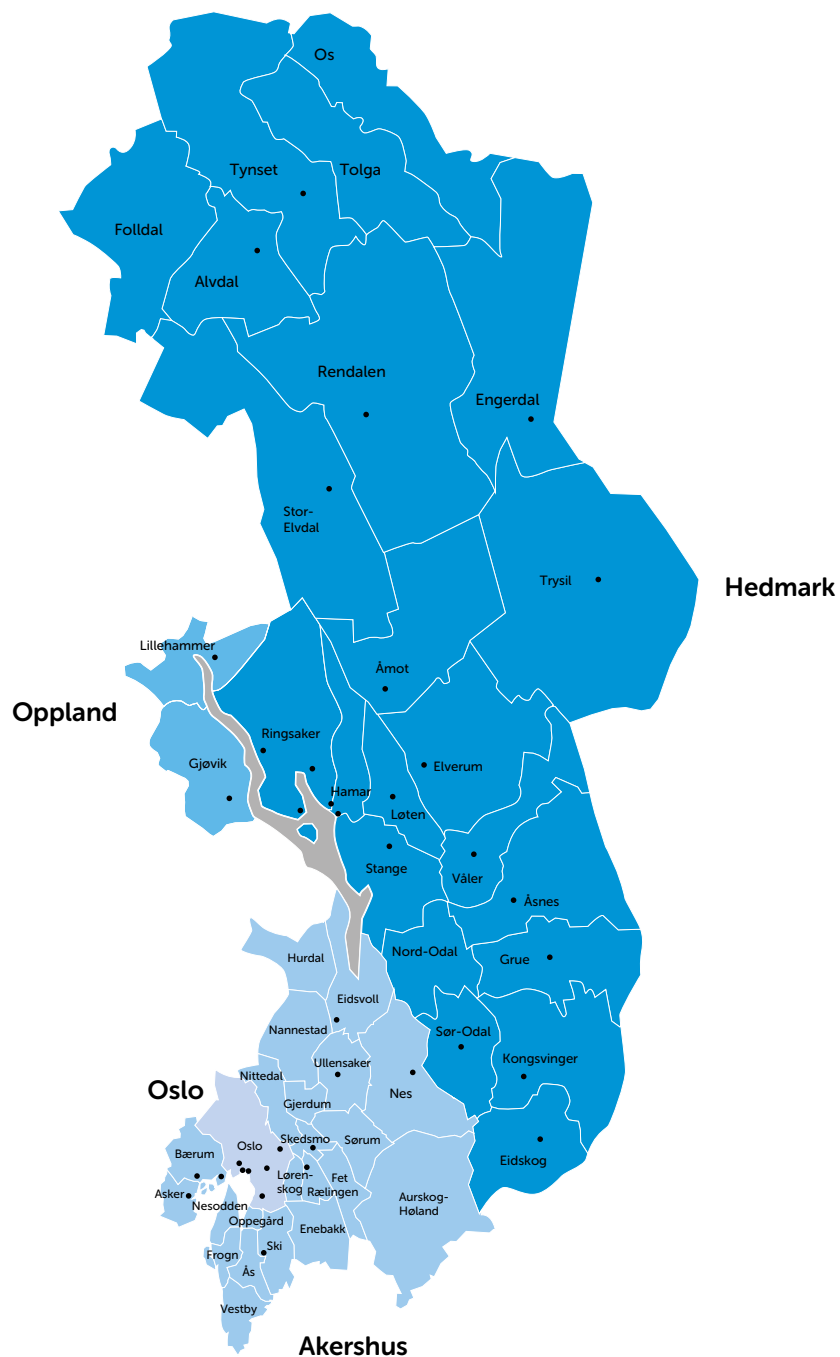 Os
Tynset
Tolga
Folldal
Alvdal
Rendalen
Engerdal
Stor-
Elvdal
Trysil
Hedmark
Lillehammer
Åmot
Oppland
Ringsaker
Gjøvik
Elverum
Hamar
Løten
Stange
Våler
Åsnes
Nord-Odal
Hurdal
Grue
Eidsvoll
Nannestad
Sør-Odal
Kongsvinger
Ullensaker
Nittedal
Oslo
Nes
Gjerdum
Skedsmo
Sørum
Oslo
Bærum
Eidskog
Løren-
skog
Fet
Rælingen
Asker
Nesodden
Aurskog-
Høland
Oppegård
Enebakk
Ski
Frogn
Ås
Vestby
Akershus